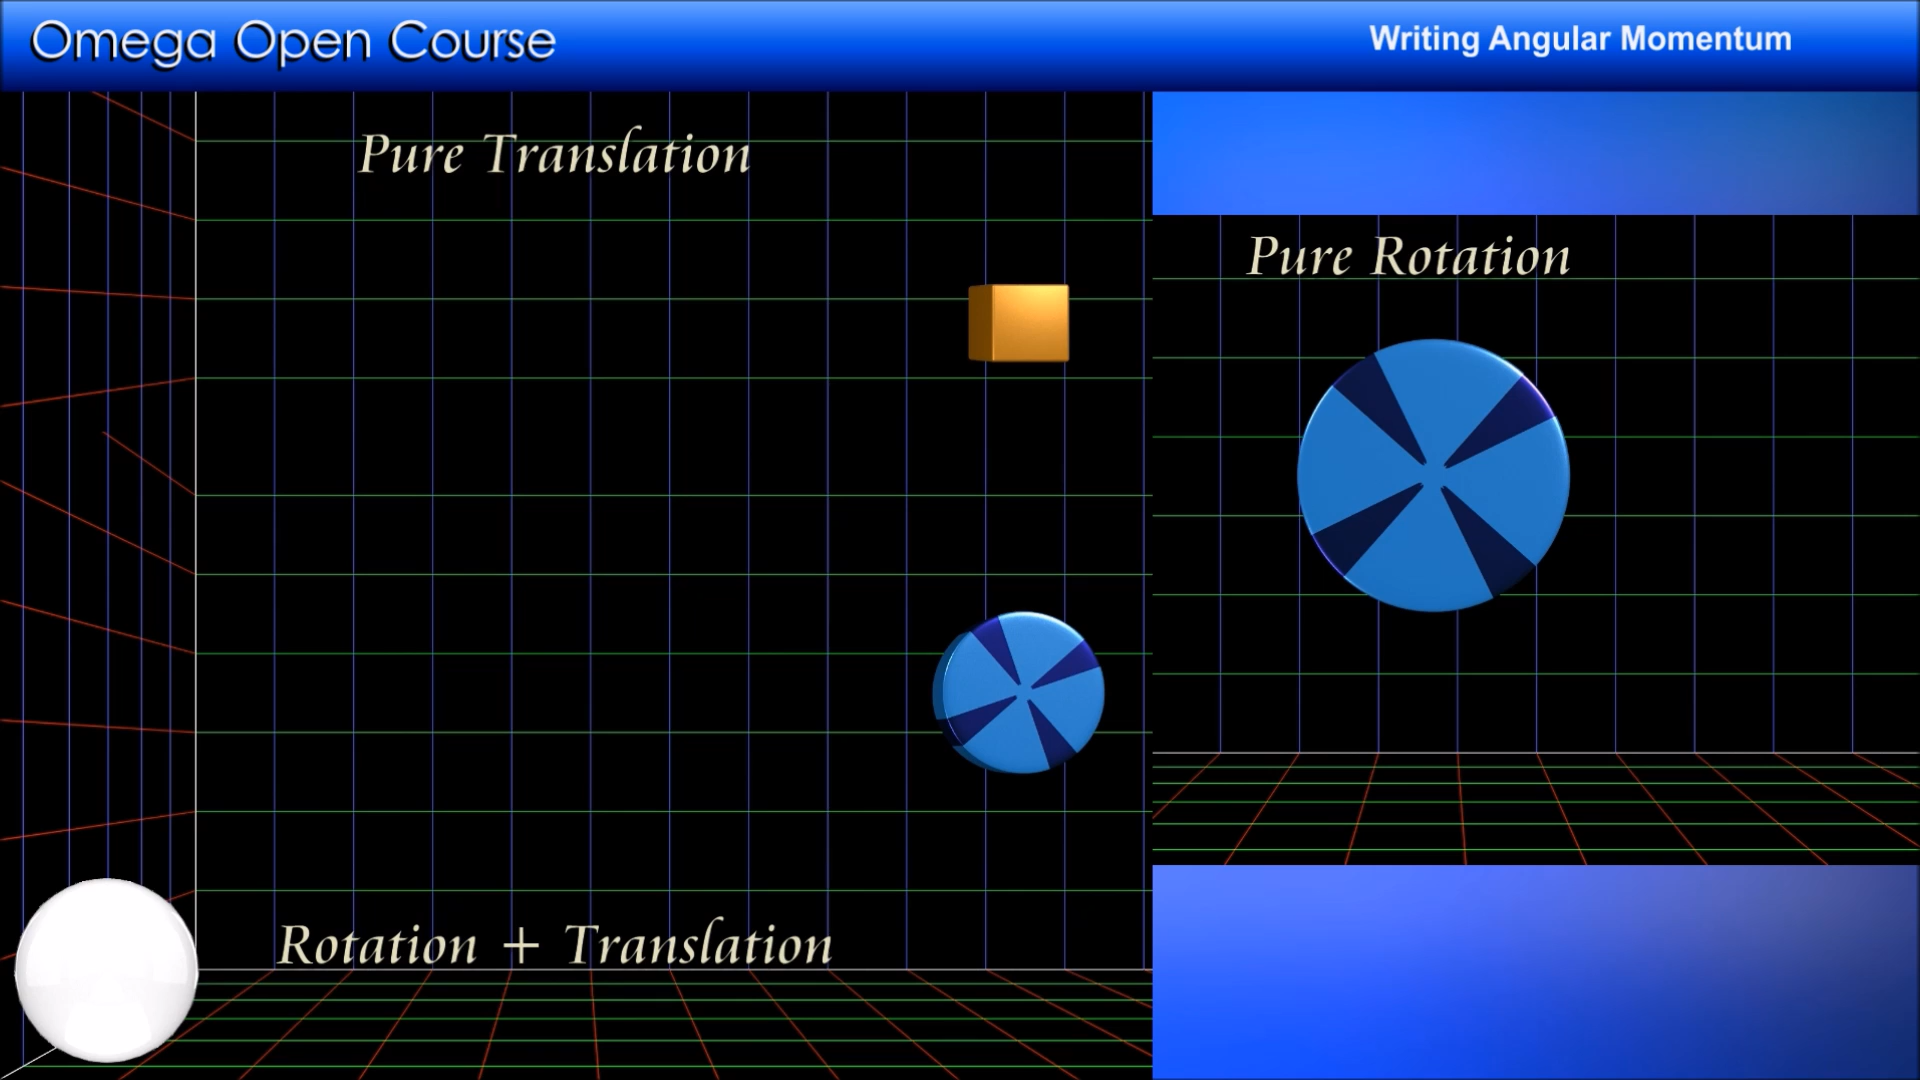 Omega Open Course
Writing Angular Momentum
Pure Translation
Pure Rotation
Rotation + Translation